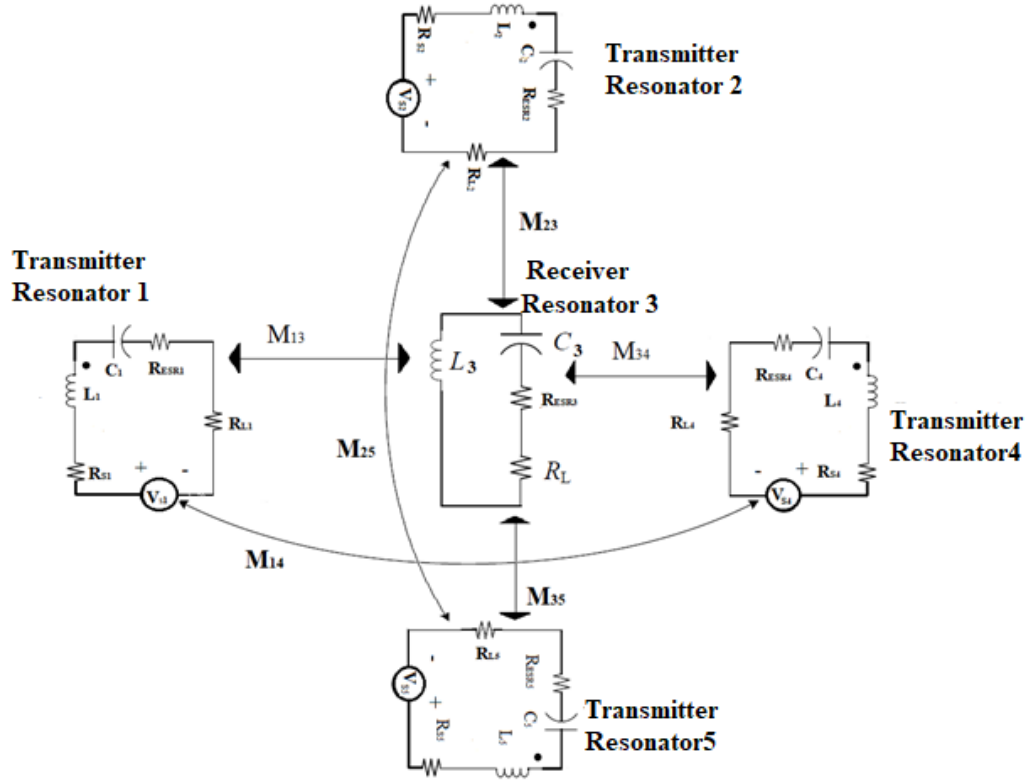 L2
C2
RS2
+
VS2
-
RESR2
RL2
Transmitter
Resonator 2
M23
Transmitter
Resonator 1
Receiver
Resonator 3
M13
C1
RESR1
L1
RL1
RS1
+
-
Vs1
L3
C3
RESR3
RL
M34
RESR4
C4
L4
RL4
-
+
RS4
VS4
Transmitter
Resonator4
M25
M14
M35
RL5
RESR5
-
VS5
+
RS5
C5
L5
Transmitter
Resonator5